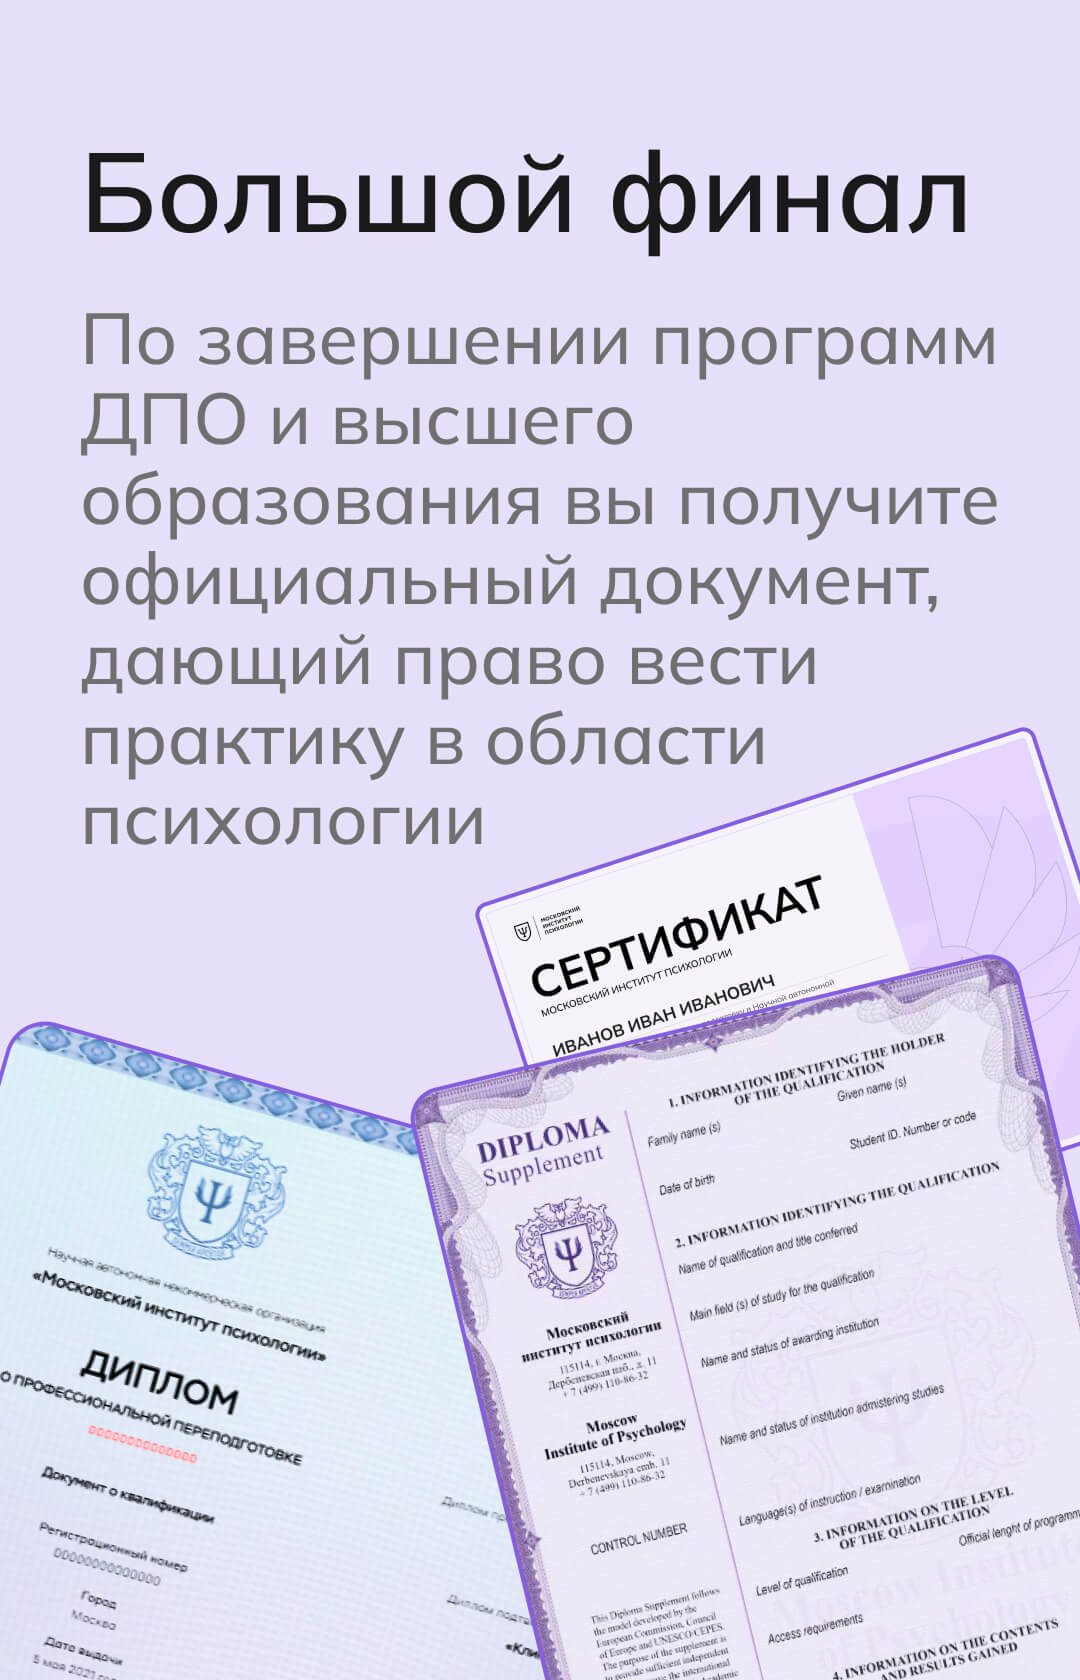 Большой финал
По завершении программ
ДПО и высшего
образования вы получите
официальный документ,
дающий право вести
практику в области
психологии
МОСКОВСКИЙ
ИНСТИТУТ
ПСИХОЛОГИИ
СЕРТИФИКАТ
МОСКОВСКИЙ ИНСТИТУТ ПСИХОЛОГИИ
ИВАНОВ ИВАН ИВАНОВИЧ
в Научной автономной
Научная автономная некоммерческая организация
«Московский институт психологии»
ДИПЛОМ
О ПРОФЕССИОНАЛЬНОЙ ПЕРЕПОДГОТОВКЕ
Документ о квалификации
Регистрационный номер
Город
Москва
Дата выдачи
5 мая 2021
Диплом
Диплом
DIPLOMA
Supplement
Московский
институт психологии
115114, г. Москва,
Дербеневская наб., д. 11
+ 7 (499) 110-86-32
Moscow
Institute of Psychology
115114, Moscow,
Derbenevskaya emb. 11
+ 7 (499) 110-86-32
CONTROL NUMBER
This Diploma Supplement follows
the model developed by the
European Commission, Council
of Europe and UNESCO/CEPES.
The purpose of the supplement is
to provide sufficient independent
the international
1. INFORMATION IDENTIFYING THE HOLDER
OF THE QUALIFICATION
Family name (s)
Given name (s)
Date of birth
Student ID. Number or code
2. INFORMATION IDENTIFYING THE QUALIFICATION
Name of qualification and title conferred
Main field (s) of study for the qualification
Name and status of awarding institution
Name and status of institution admistering studies
Language(s) of instruction / examination
3. INFORMATION ON THE LEVEL
OF THE QUALIFICATION
Level of qualification
Official lenght of programm
Access requirements
4. INFORMATION ON THE CONTENTS
AND RESULTS GAINED